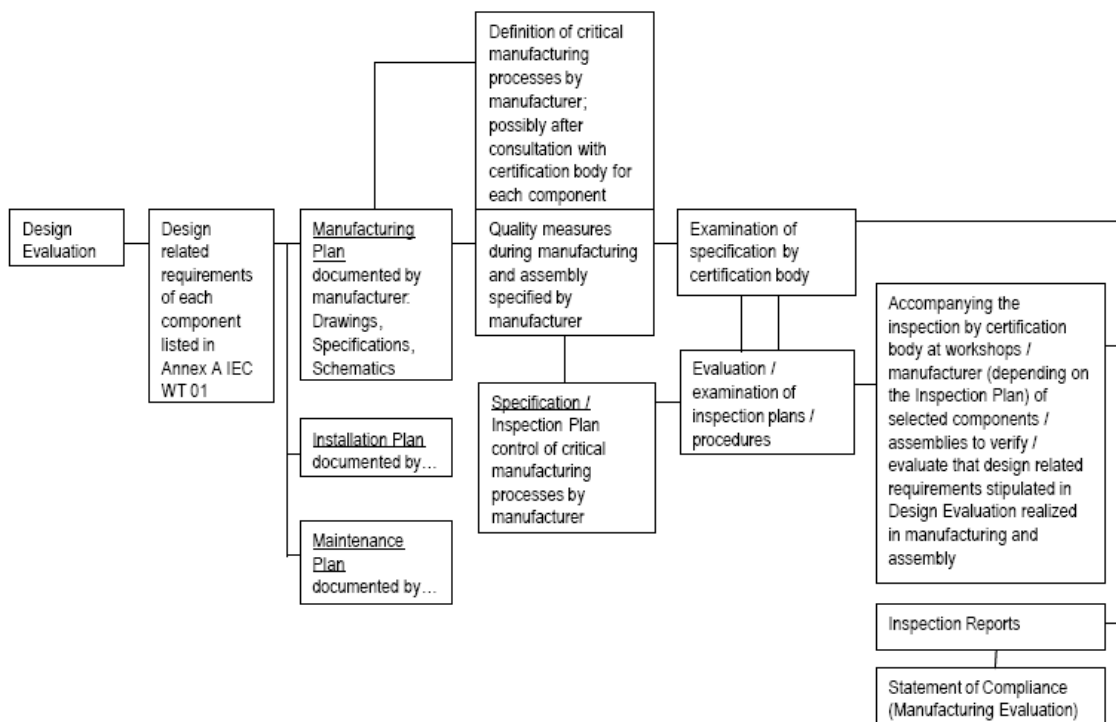 Definition of critical
manufacturing
processes by
manufacturer;
possibly after
consultation with
certification body for
each component
Design
Evaluation
Design
related
requirements
of each
component
listed in
Annex A IEC
WT 01
Manufacturing
Plan
documented by
manufacturer:
Drawings,
Specifications,
Schematics
Quality measures
during manufacturing
and assembly
specified by
manufacturer
Examination of
specification by
certification body
Installation Plan
documented by…
Maintenance
Plan
documented by…
Specification /
Inspection Plan
control of critical
manufacturing
processes by
manufacturer
Evaluation /
examination of
inspection plans /
procedures
Accompanying the
inspection by certification
body at workshops /
manufacturer (depending on
the Inspection Plan) of
selected components /
assemblies to verify /
evaluate that design related
requirements stipulated in
Design Evaluation realized
in manufacturing and
assembly
Inspection Reports
Statement of Compliance
(Manufacturing Evaluation)